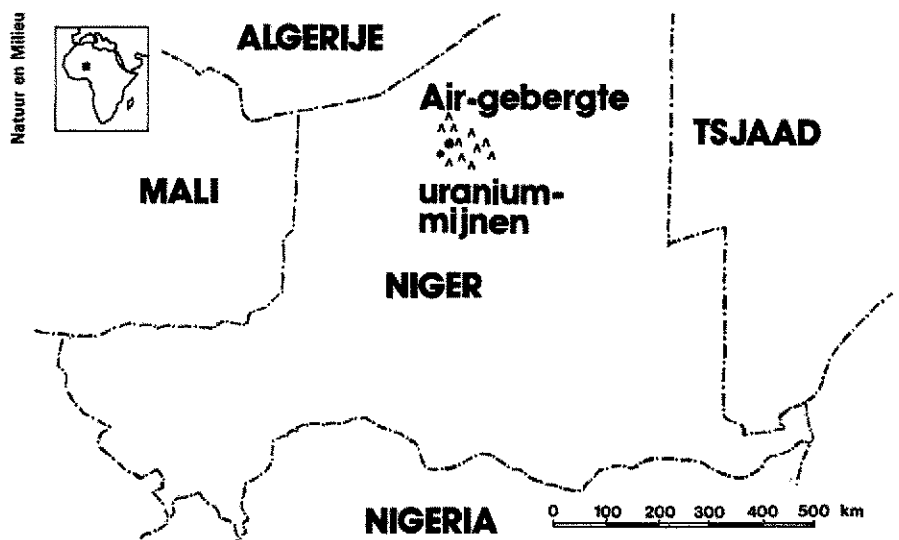 Natuur en Milieu
ALGERIJE
Air-gebergte
TSJAAD
MALI
uranium-
mijnen
NIGER
NIGERIA
0 100 200 300 400 500 km